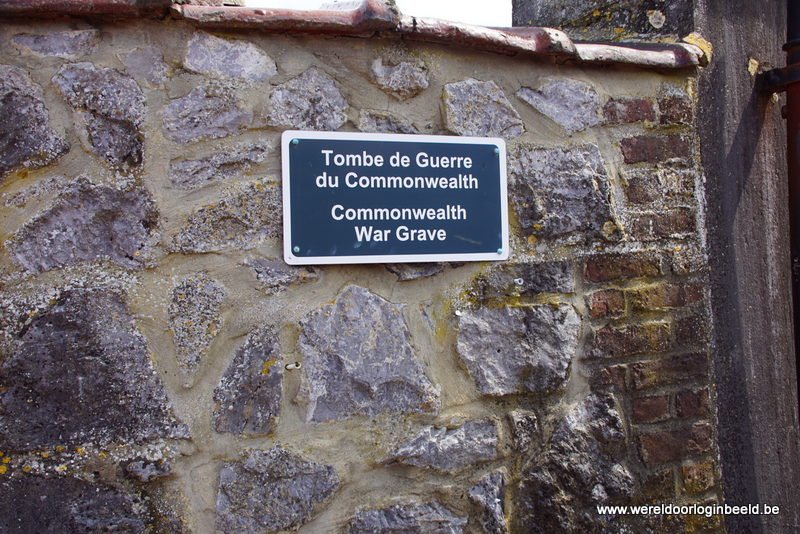 Tombe de Guerre
du Commonwealth
Commonwealth
War Grave
www.wereldoorloginbeeld.be